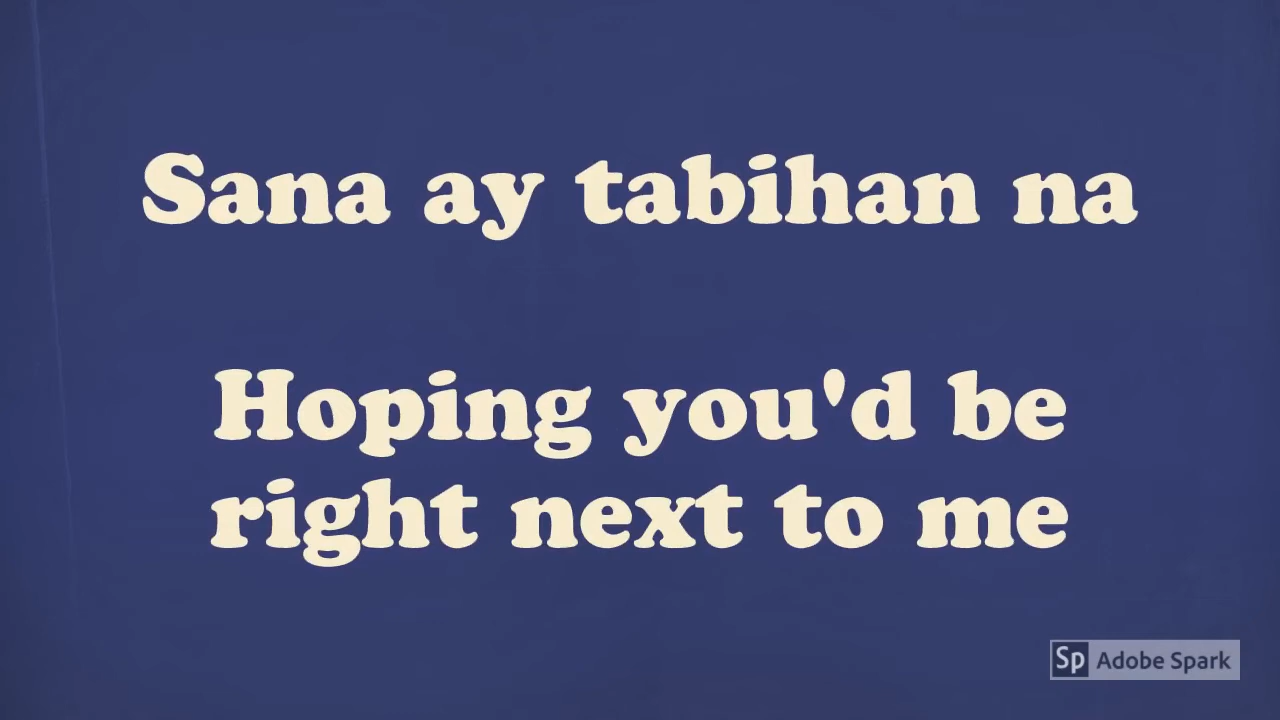 Sana ay tabihan na
Hoping you'd be
right next to me
Sp Adobe Spark